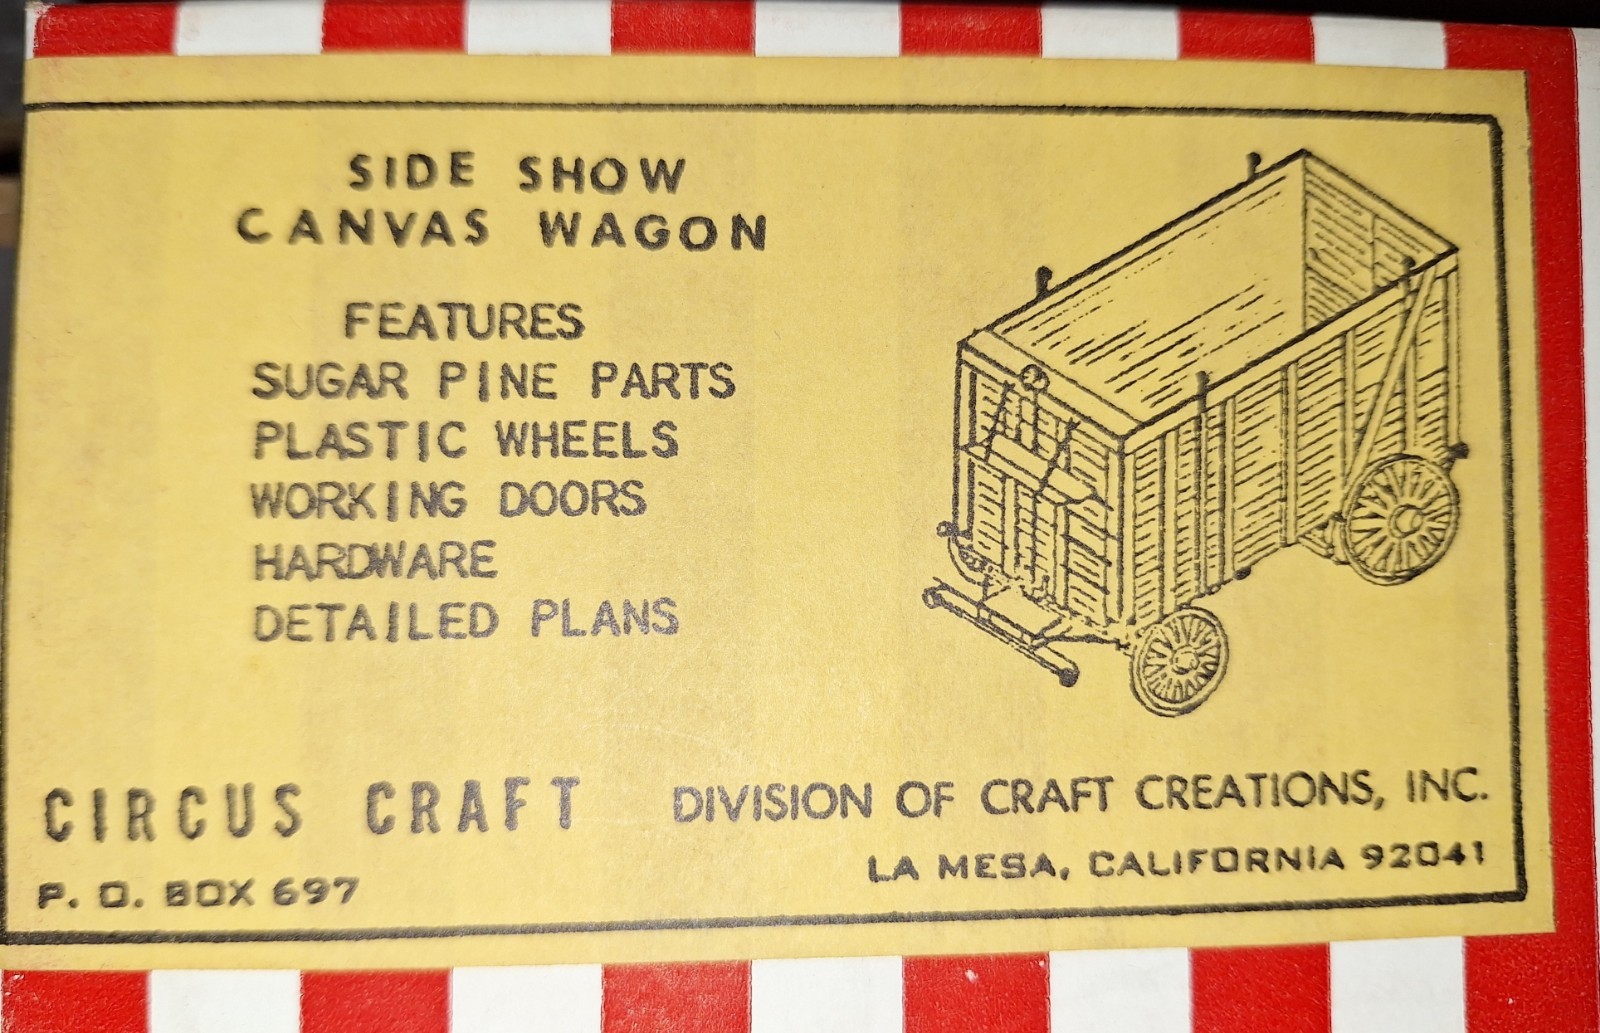 SIDE SHOW
CANVAS WAGON
FEATURES
SUGAR PINE PARTS
PLASTIC WHEELS
WORKING DOORS
HARDWARE
DETAILED PLANS
CIRCUS CRAFT DIVISION OF CRAFT CREATIONS, INC.
P. O. BOX 697 LA MESA, CALIFORNIA 92041